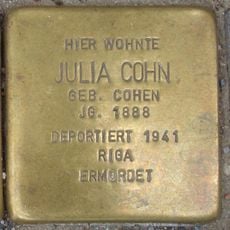 HIER WOHNTE
JULIA COHN
GEB. COHEN
JG. 1888
DEPORTIERT 1941
RIGA
ERMORDET